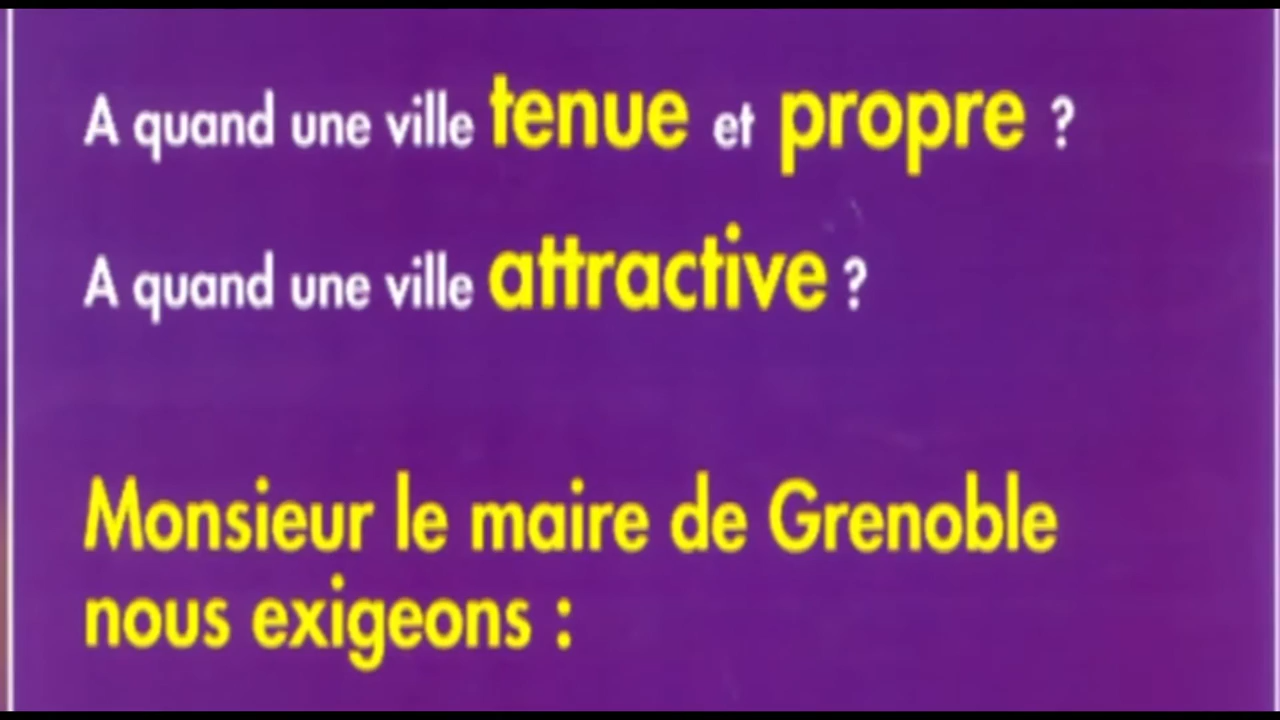 A quand une ville tenue et propre ?
A quand une ville attractive ?
Monsieur le maire de Grenoble
nous exigeons :